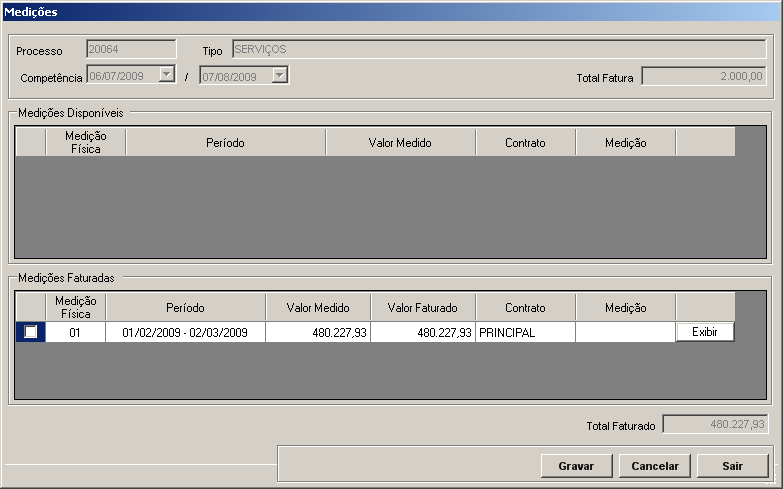 Medições
Processo 20064 Tipo SERVIÇOS
Competência 06/07/2009 / 07/08/2009 Total Fatura 2.000,00
Medições Disponíveis
Medição Física Período Valor Medido Contrato Medição
Medições Faturadas
Medição Física Período Valor Medido Valor Faturado Contrato Medição
01 01/02/2009 - 02/03/2009 480.227,93 480.227,93 PRINCIPAL Exibir
Total Faturado 480.227,93
Gravar Cancelar Sair